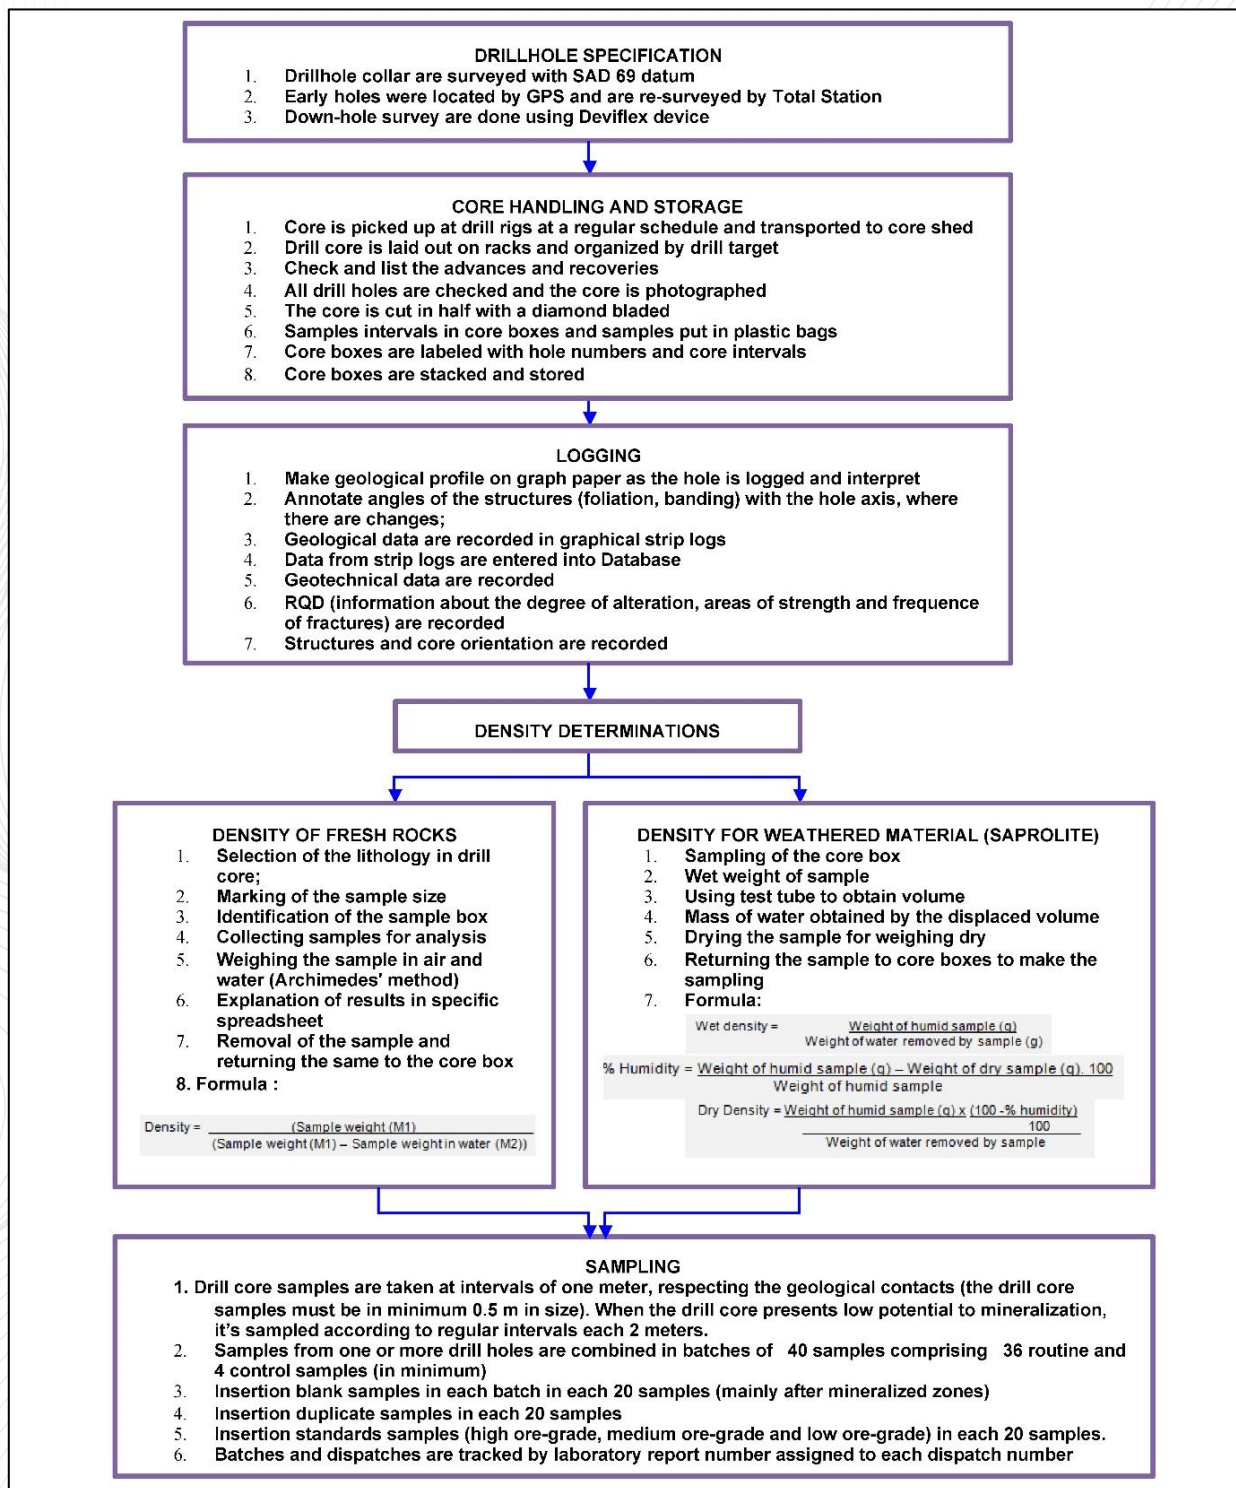 DRILLHOLE SPECIFICATION
1. Drillhole collar are surveyed with SAD 69 datum
2. Early holes were located by GPS and are re-surveyed by Total Station
3. Down-hole survey are done using Deviflex device
CORE HANDLING AND STORAGE
1. Core is picked up at drill rigs at a regular schedule and transported to core shed
2. Drill core is laid out on racks and organized by drill target
3. Check and list the advances and recoveries
4. All drill holes are checked and the core is photographed
5. The core is cut in half with a diamond bladed
6. Samples intervals in core boxes and samples put in plastic bags
7. Core boxes are labeled with hole numbers and core intervals
8. Core boxes are stacked and stored
LOGGING
1. Make geological profile on graph paper as the hole is logged and interpret
2. Annotate angles of the structures (foliation, banding) with the hole axis, where
there are changes;
3. Geological data are recorded in graphical strip logs
4. Data from strip logs are entered into Database
5. Geotechnical data are recorded
6. RQD (information about the degree of alteration, areas of strength and frequence
of fractures) are recorded
7. Structures and core orientation are recorded
DENSITY DETERMINATIONS
DENSITY OF FRESH ROCKS
1. Selection of the lithology in drill
core;
2. Marking of the sample size
3. Identification of the sample box
4. Collecting samples for analysis
5. Weighing the sample in air and
water (Archimedes' method)
6. Explanation of results in specific
spreadsheet
7. Removal of the sample and
returning the same to the core box
8. Formula :
Density = (Sample weight (M1)
(Sample weight (M1) – Sample weight in water (M2))
DENSITY FOR WEATHERED MATERIAL (SAPROLITE)
1. Sampling of the core box
2. Wet weight of sample
3. Using test tube to obtain volume
4. Mass of water obtained by the displaced volume
5. Drying the sample for weighing dry
6. Returning the sample to core boxes to make the
sampling
7. Formula:
Wet density = Weight of humid sample (g)
Weight of water removed by sample (g)
% Humidity = Weight of humid sample (g) – Weight of dry sample (g). 100
Weight of humid sample
Dry Density = Weight of humid sample (g) x (100 -% humidity)
100
Weight of water removed by sample
SAMPLING
1. Drill core samples are taken at intervals of one meter, respecting the geological contacts (the drill core
samples must be in minimum 0.5 m in size). When the drill core presents low potential to mineralization,
it's sampled according to regular intervals each 2 meters.
2. Samples from one or more drill holes are combined in batches of 40 samples comprising 36 routine and
4 control samples (in minimum)
3. Insertion blank samples in each batch in each 20 samples (mainly after mineralized zones)
4. Insertion duplicate samples in each 20 samples
5. Insertion standards samples (high ore-grade, medium ore-grade and low ore-grade) in each 20 samples.
6. Batches and dispatches are tracked by laboratory report number assigned to each dispatch number